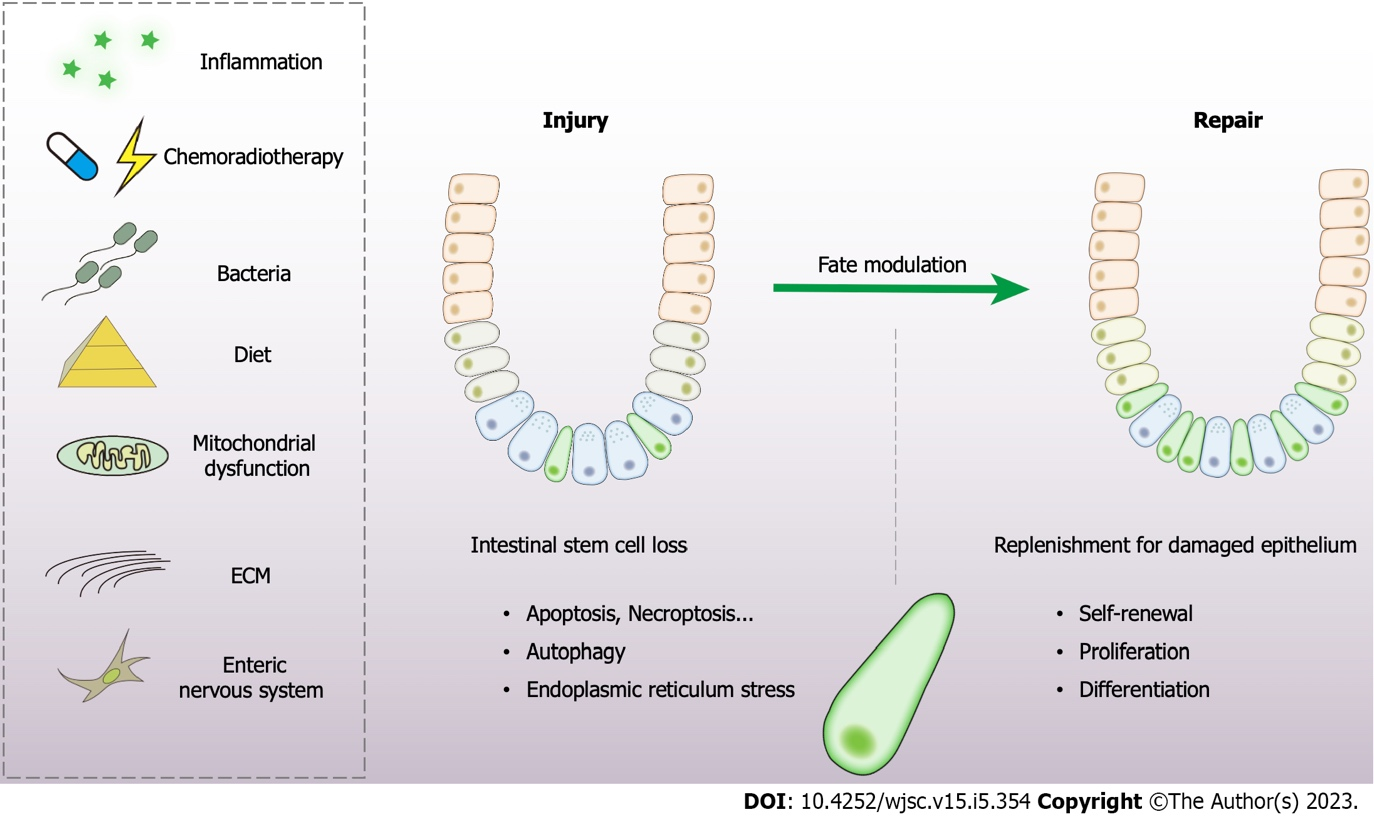 Inflammation
Chemoradiotherapy
Bacteria
Diet
Mitochondrial
dysfunction
ECM
Enteric
nervous system
Injury
Fate modulation
Repair
Intestinal stem cell loss
• Apoptosis, Necroptosis...
• Autophagy
• Endoplasmic reticulum stress
Replenishment for damaged epithelium
• Self-renewal
• Proliferation
• Differentiation
DOI: 10.4252/wjsc.v15.i5.354 Copyright ©The Author(s) 2023.